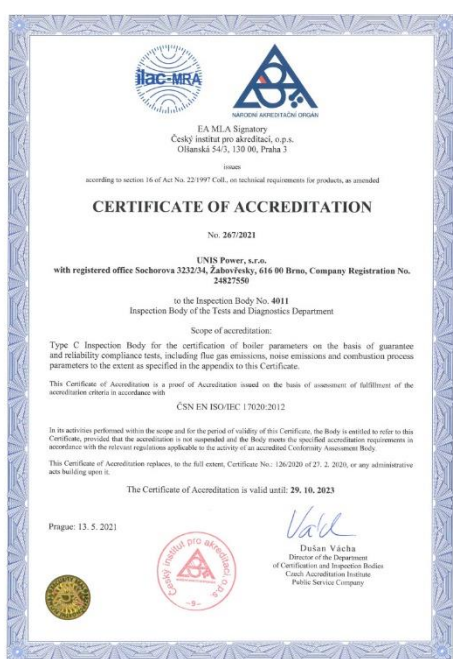 ilac-MRA
NÁRODNÍ AKREDITAČNÍ ORGÁN
EA MLA Signatory
Český institut pro akreditaci, o.p.s.
Olšanská 54/3, 130 00, Praha 3
issues
according to section 16 of Act No. 22/1997 Coll., on technical requirements for products, as amended
CERTIFICATE OF ACCREDITATION
No. 267/2021
UNIS Power, s.r.o.
with registered office Sochorova 3232/34, Žabovřesky, 616 00 Brno, Company Registration No.
24827550
to the Inspection Body No. 4011
Inspection Body of the Tests and Diagnostics Department
Scope of accreditation:
Type C Inspection Body for the certification of boiler parameters on the basis of guarantee
and reliability compliance tests, including flue gas emissions, noise emissions and combustion process
parameters to the extent as specified in the appendix to this Certificate.
This Certificate of Accreditation is a proof of Accreditation issued on the basis of assessment of fulfillment of the
accreditation criteria in accordance with
ČSN EN ISO/IEC 17020:2012
In its activities performed within the scope and for the period of validity of this Certificate, the Body is entitled to refer to this
Certificate, provided that the accreditation is not suspended and the Body meets the specified accreditation requirements in
accordance with the relevant regulations applicable to the activity of an accredited Conformity Assessment Body.
This Certificate of Accreditation replaces, to the full extent, Certificate No.: 126/2020 of 27. 2. 2020, or any administrative
acts building upon it.
The Certificate of Accreditation is valid until: 29. 10. 2023
Prague: 13. 5. 2021
Dušan Vácha
Director of the Department
of Certification and Inspection Bodies
Czech Accreditation Institute
Public Service Company
Český institut pro akreditaci, o.p.s.
-5-